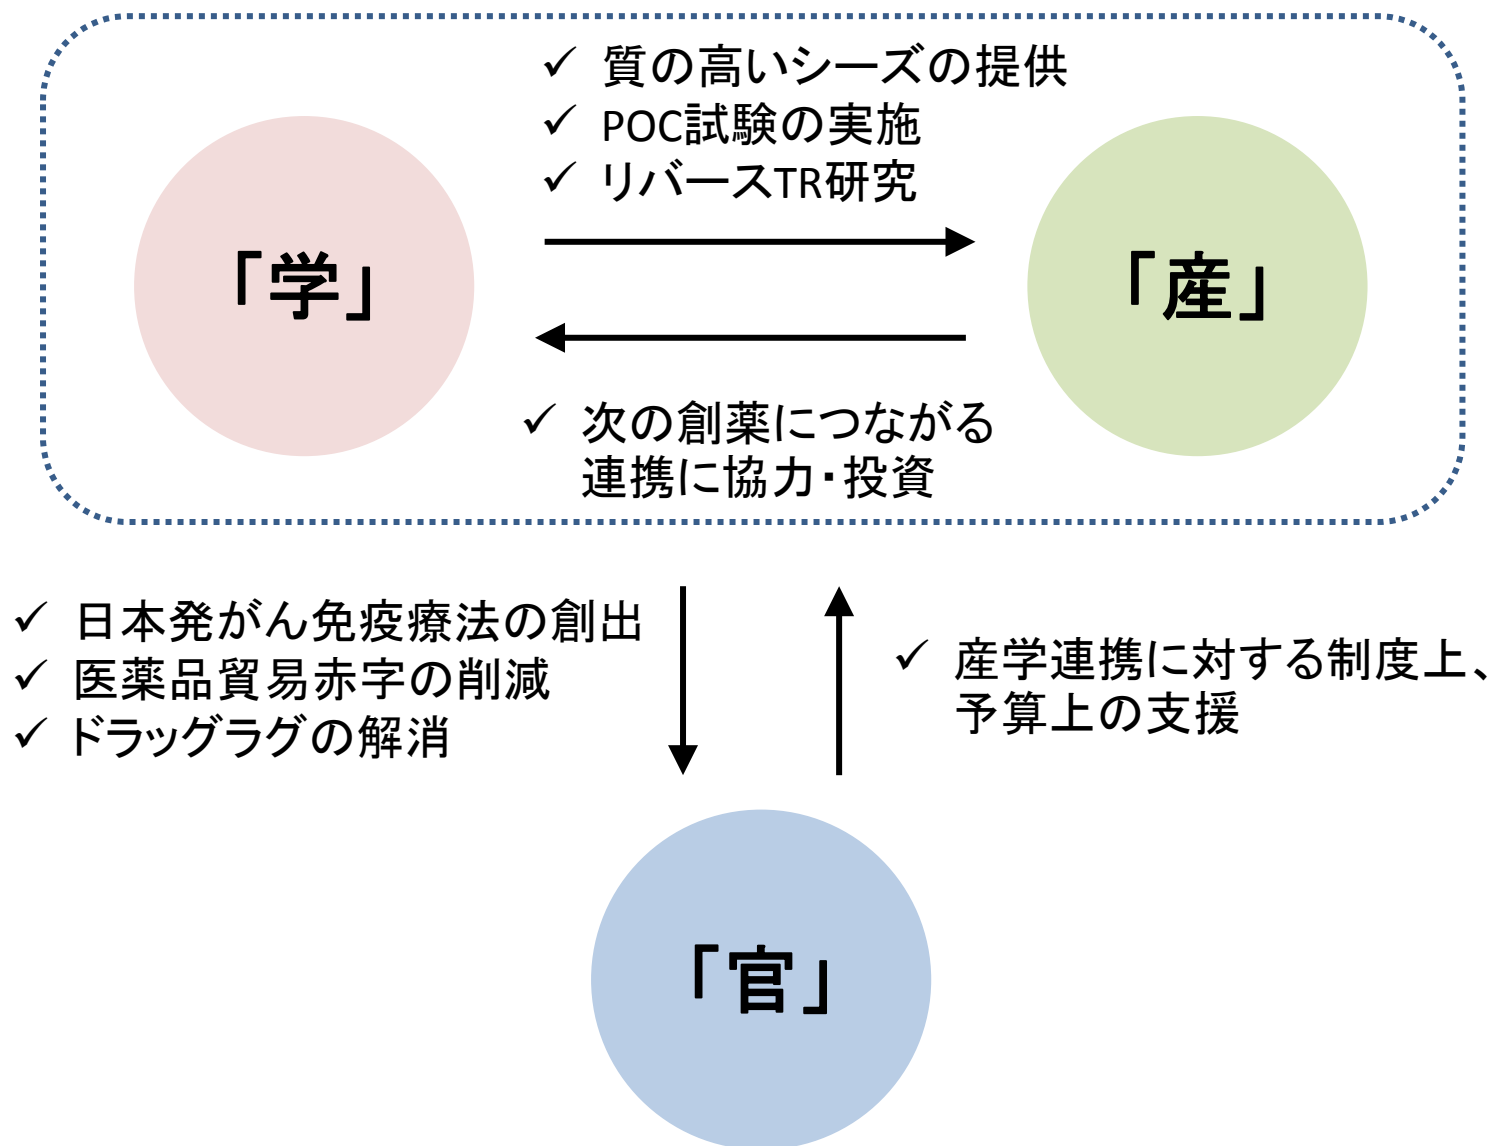 ✓ 質の高いシーズの提供
✓ POC試験の実施
✓ リバースTR研究
「学」
「産」
✓ 次の創薬につながる
連携に協力・投資
✓ 日本発がん免疫療法の創出
✓ 医薬品貿易赤字の削減
✓ ドラッグラグの解消
✓ 産学連携に対する制度上、
予算上の支援
「官」